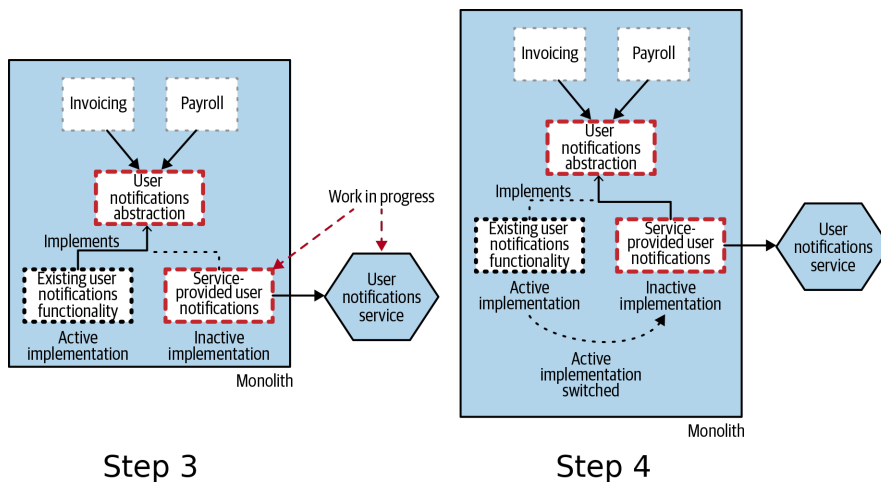 Invoicing
Payroll
User
notifications
abstraction
Work in progress
Implements
Existing user
notifications
functionality
Service-
provided user
notifications
User
notifications
service
Active
implementation
Inactive
implementation
Monolith
Step 3
Invoicing
Payroll
User
notifications
abstraction
Implements
Existing user
notifications
functionality
Service-
provided user
notifications
User
notifications
service
Active
implementation
Inactive
implementation
Active
implementation
switched
Monolith
Step 4